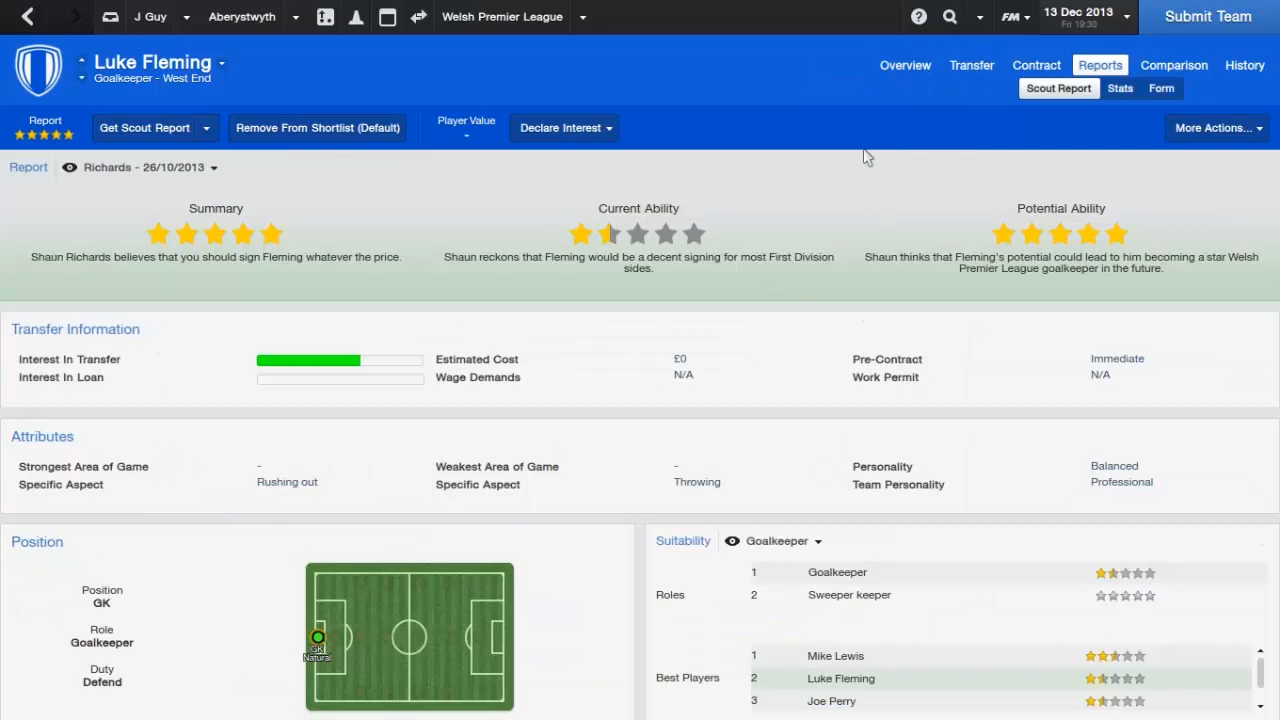 J Guy
Aberystwyth
Welsh Premier League
FM
13 Dec 2013
Fri 19:30
Submit Team
Luke Fleming
Goalkeeper - West End
Overview
Transfer
Contract
Reports
Comparison
History
Scout Report
Stats
Form
Report
Get Scout Report
Remove From Shortlist (Default)
Player Value
-
Declare Interest
More Actions...
Report
Richards - 26/10/2013
Summary
Current Ability
Potential Ability
Shaun Richards believes that you should sign Fleming whatever the price.
Shaun reckons that Fleming would be a decent signing for most First Division
sides.
Shaun thinks that Fleming's potential could lead to him becoming a star Welsh
Premier League goalkeeper in the future.
Transfer Information
Interest In Transfer
Estimated Cost
£0
Pre-Contract
Immediate
Interest In Loan
Wage Demands
N/A
Work Permit
N/A
Attributes
Strongest Area of Game
-
Weakest Area of Game
-
Personality
Balanced
Specific Aspect
Rushing out
Specific Aspect
Throwing
Team Personality
Professional
Position
Position
GK
Role
Goalkeeper
Duty
Defend
GK
Natural
Suitability
Goalkeeper
Roles
1
Goalkeeper
2
Sweeper keeper
Best Players
1
Mike Lewis
2
Luke Fleming
3
Joe Perry